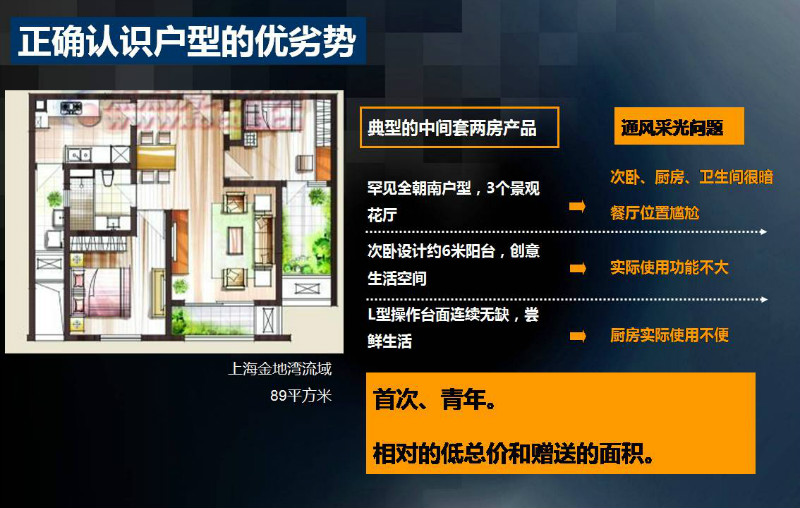 正确认识户型的优劣势
典型的中间套两房产品
通风采光问题
罕见全朝南户型，3个景观
花厅
次卧、厨房、卫生间很暗
餐厅位置尴尬
次卧设计约6米阳台，创意
生活空间
实际使用功能不大
L型操作台面连续无缺，尝
鲜生活
厨房实际使用不便
上海金地湾流域
89平方米
首次、青年。
相对的低总价和赠送的面积。